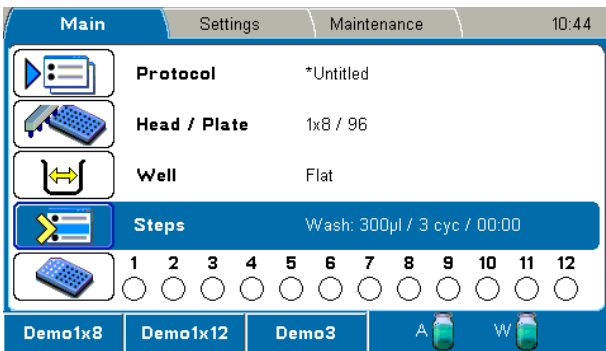 Main Settings Maintenance 10:44
Protocol *Untitled
Head / Plate 1x8 / 96
Well Flat
Steps Wash: 300µl / 3 cyc / 00:00
1 2 3 4 5 6 7 8 9 10 11 12
Demo1x8 Demo1x12 Demo3 A W